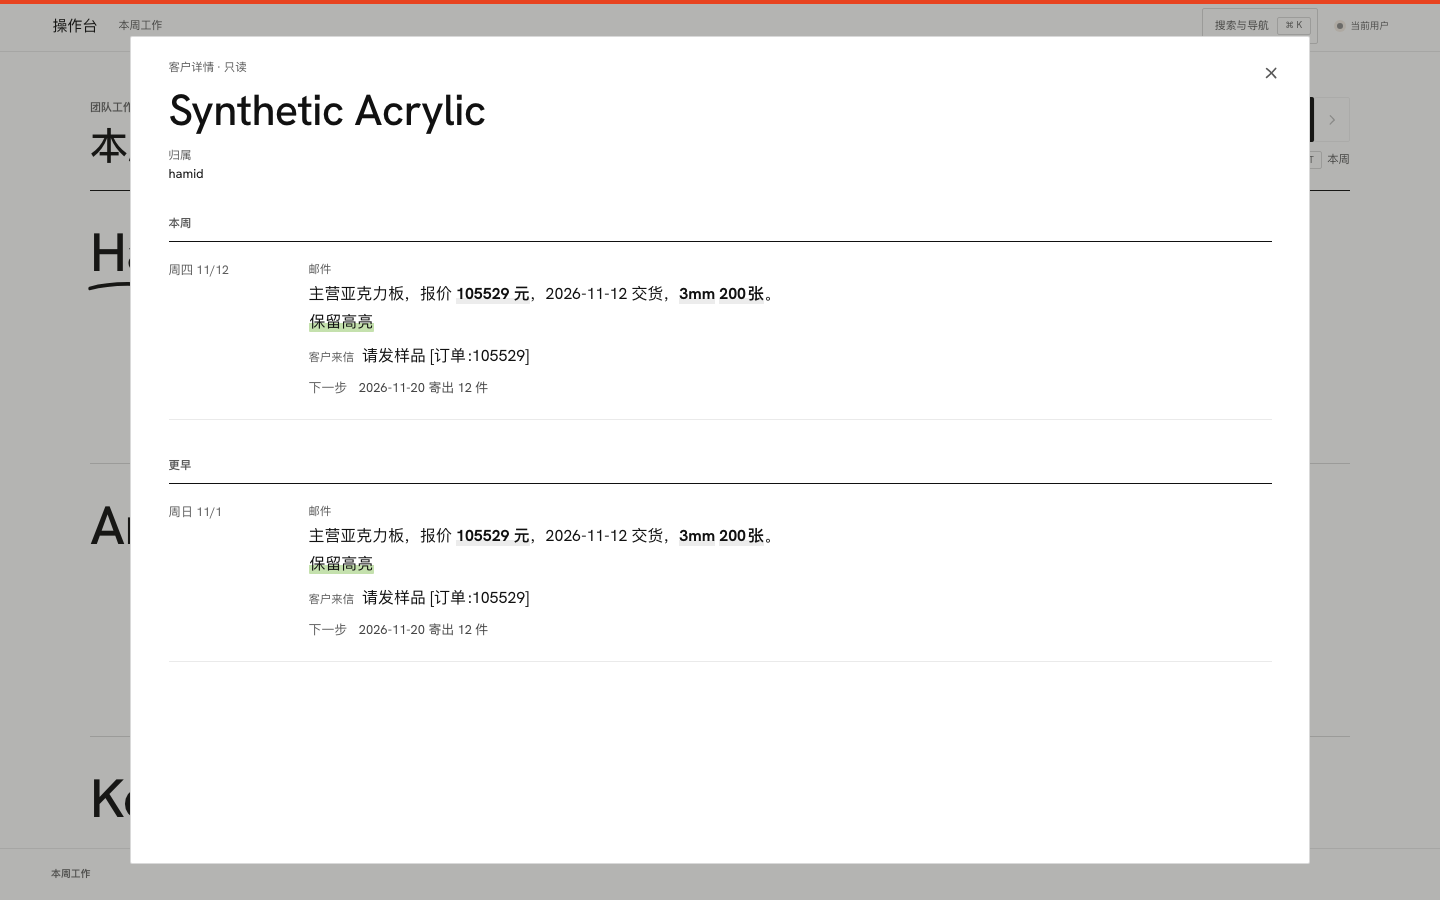 操作台 本周工作 搜索与导航 ⌘ K 当前用户
客户详情 · 只读
Synthetic Acrylic
团队工作
本
归属
hamid
T 本周
本周
周四 11/12 邮件
主营亚克力板，报价 105529 元，2026-11-12 交货，3mm 200 张。
保留高亮
客户来信 请发样品 [订单:105529]
下一步 2026-11-20 寄出 12 件
更早
周日 11/1 邮件
主营亚克力板，报价 105529 元，2026-11-12 交货，3mm 200 张。
保留高亮
客户来信 请发样品 [订单:105529]
下一步 2026-11-20 寄出 12 件
本周工作